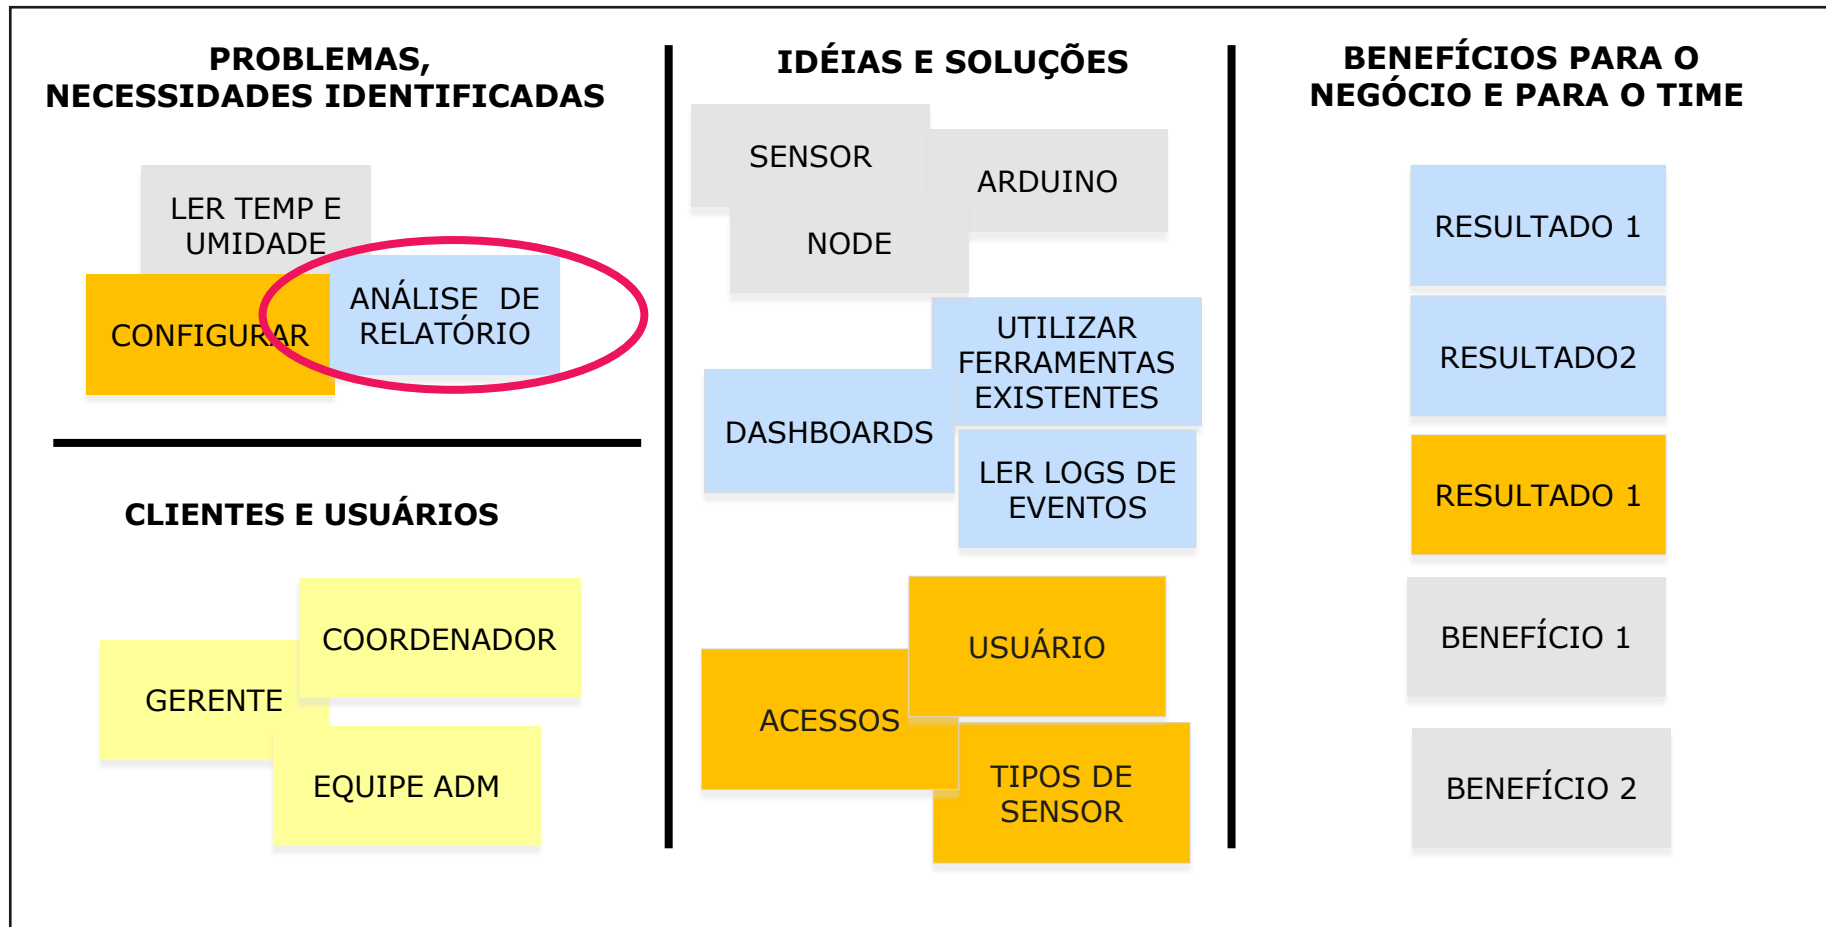 PROBLEMAS,
NECESSIDADES IDENTIFICADAS
LER TEMP E
UMIDADE
ANÁLISE DE
RELATÓRIO
CONFIGURAR
CLIENTES E USUÁRIOS
COORDENADOR
GERENTE
EQUIPE ADM
IDÉIAS E SOLUÇÕES
SENSOR
ARDUINO
NODE
UTILIZAR
FERRAMENTAS
EXISTENTES
DASHBOARDS
LER LOGS DE
EVENTOS
USUÁRIO
ACESSOS
TIPOS DE
SENSOR
BENEFÍCIOS PARA O
NEGÓCIO E PARA O TIME
RESULTADO 1
RESULTADO2
RESULTADO 1
BENEFÍCIO 1
BENEFÍCIO 2